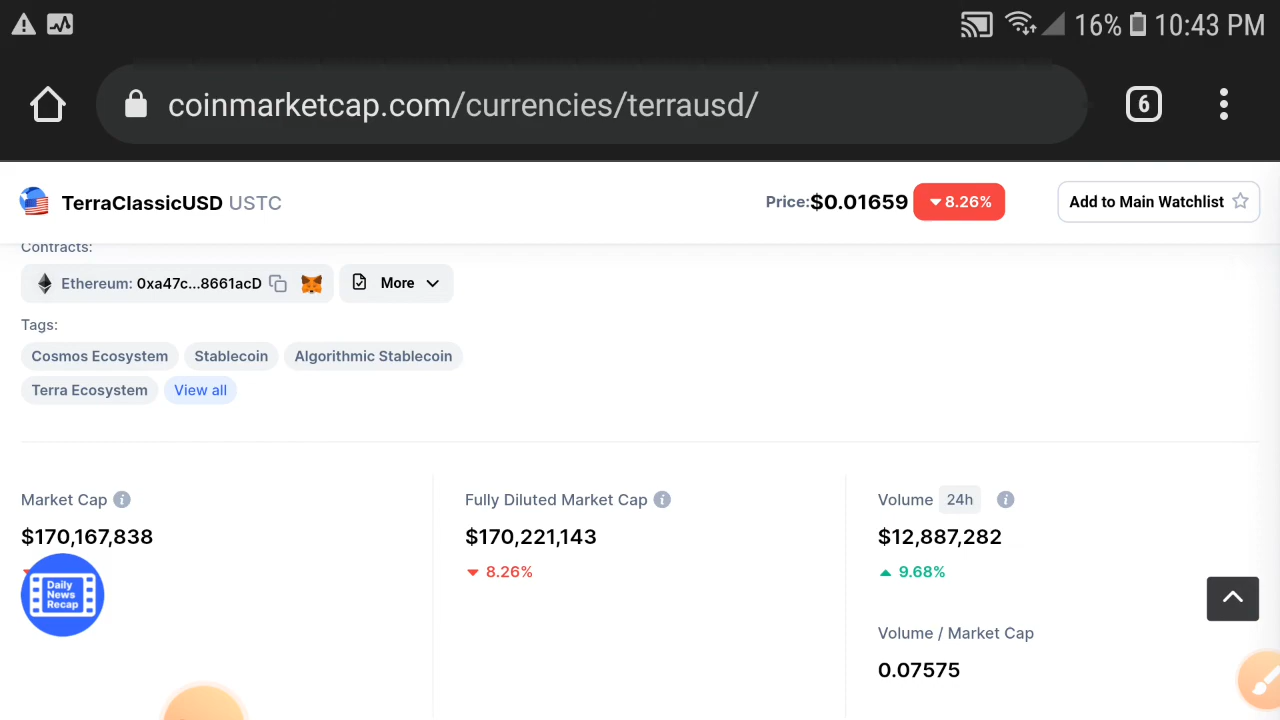 16% 10:43 PM
coinmarketcap.com/currencies/terrausd/
6
TerraClassicUSD USTC
Price:$0.01659
8.26%
Add to Main Watchlist
Contracts:
Ethereum: 0xa47c...8661acD
More
Tags:
Cosmos Ecosystem
Stablecoin
Algorithmic Stablecoin
Terra Ecosystem
View all
Market Cap
$170,167,838
Daily
News
Recap
Fully Diluted Market Cap
$170,221,143
8.26%
Volume 24h
$12,887,282
9.68%
Volume / Market Cap
0.07575